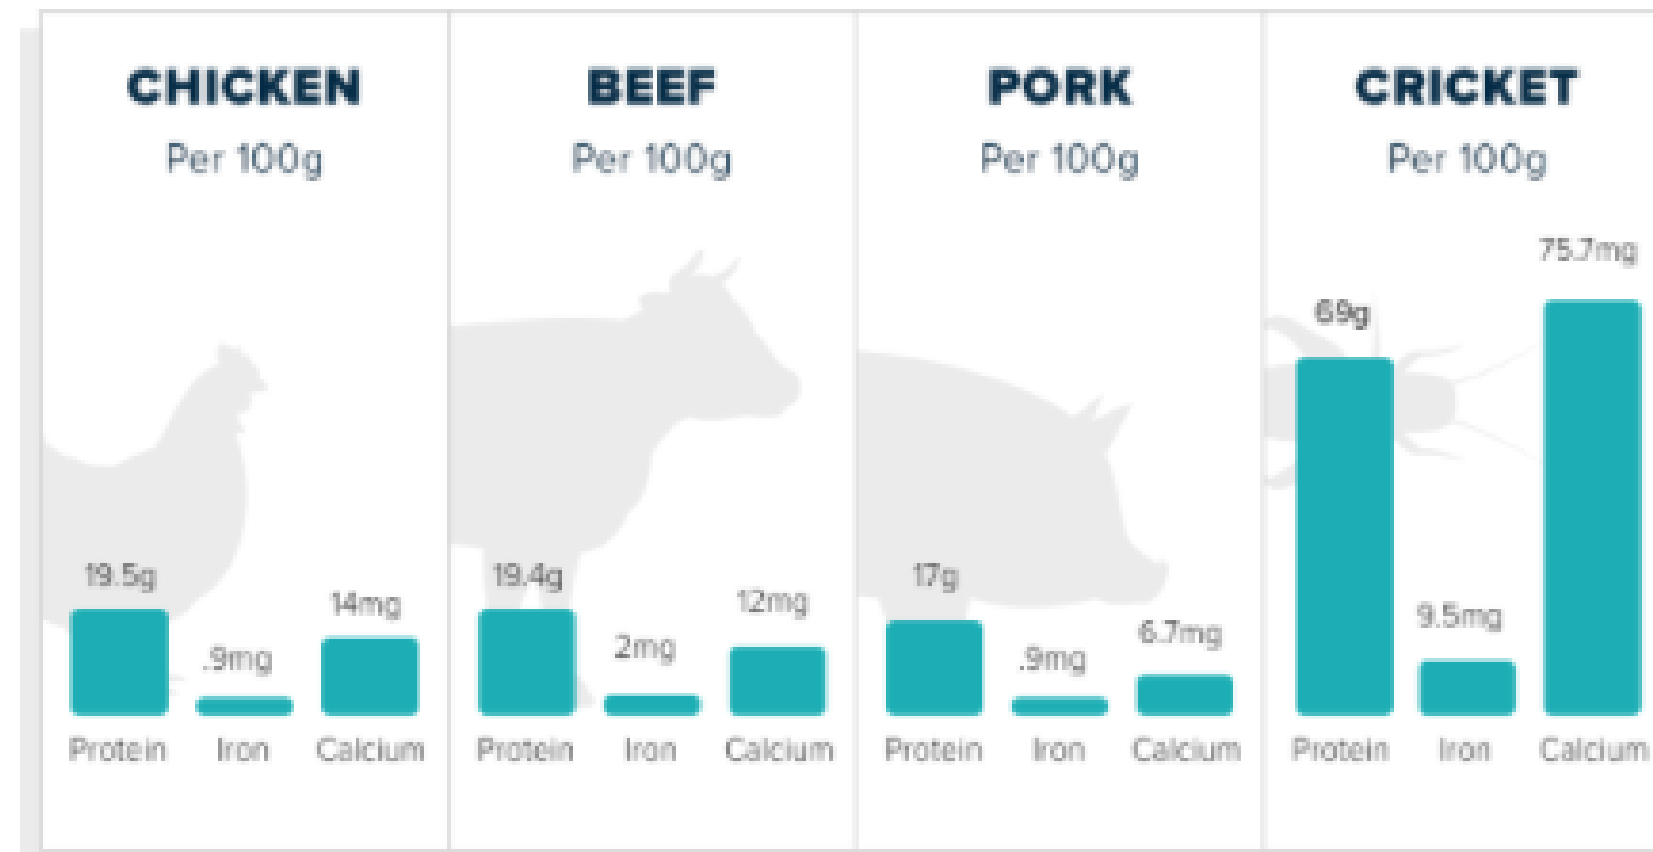 CHICKEN
Per 100g
19.5g
.9mg
14mg
Protein Iron Calcium
BEEF
Per 100g
19.4g
2mg
12mg
Protein Iron Calcium
PORK
Per 100g
17g
.9mg
6.7mg
Protein Iron Calcium
CRICKET
Per 100g
69g
9.5mg
75.7mg
Protein Iron Calcium